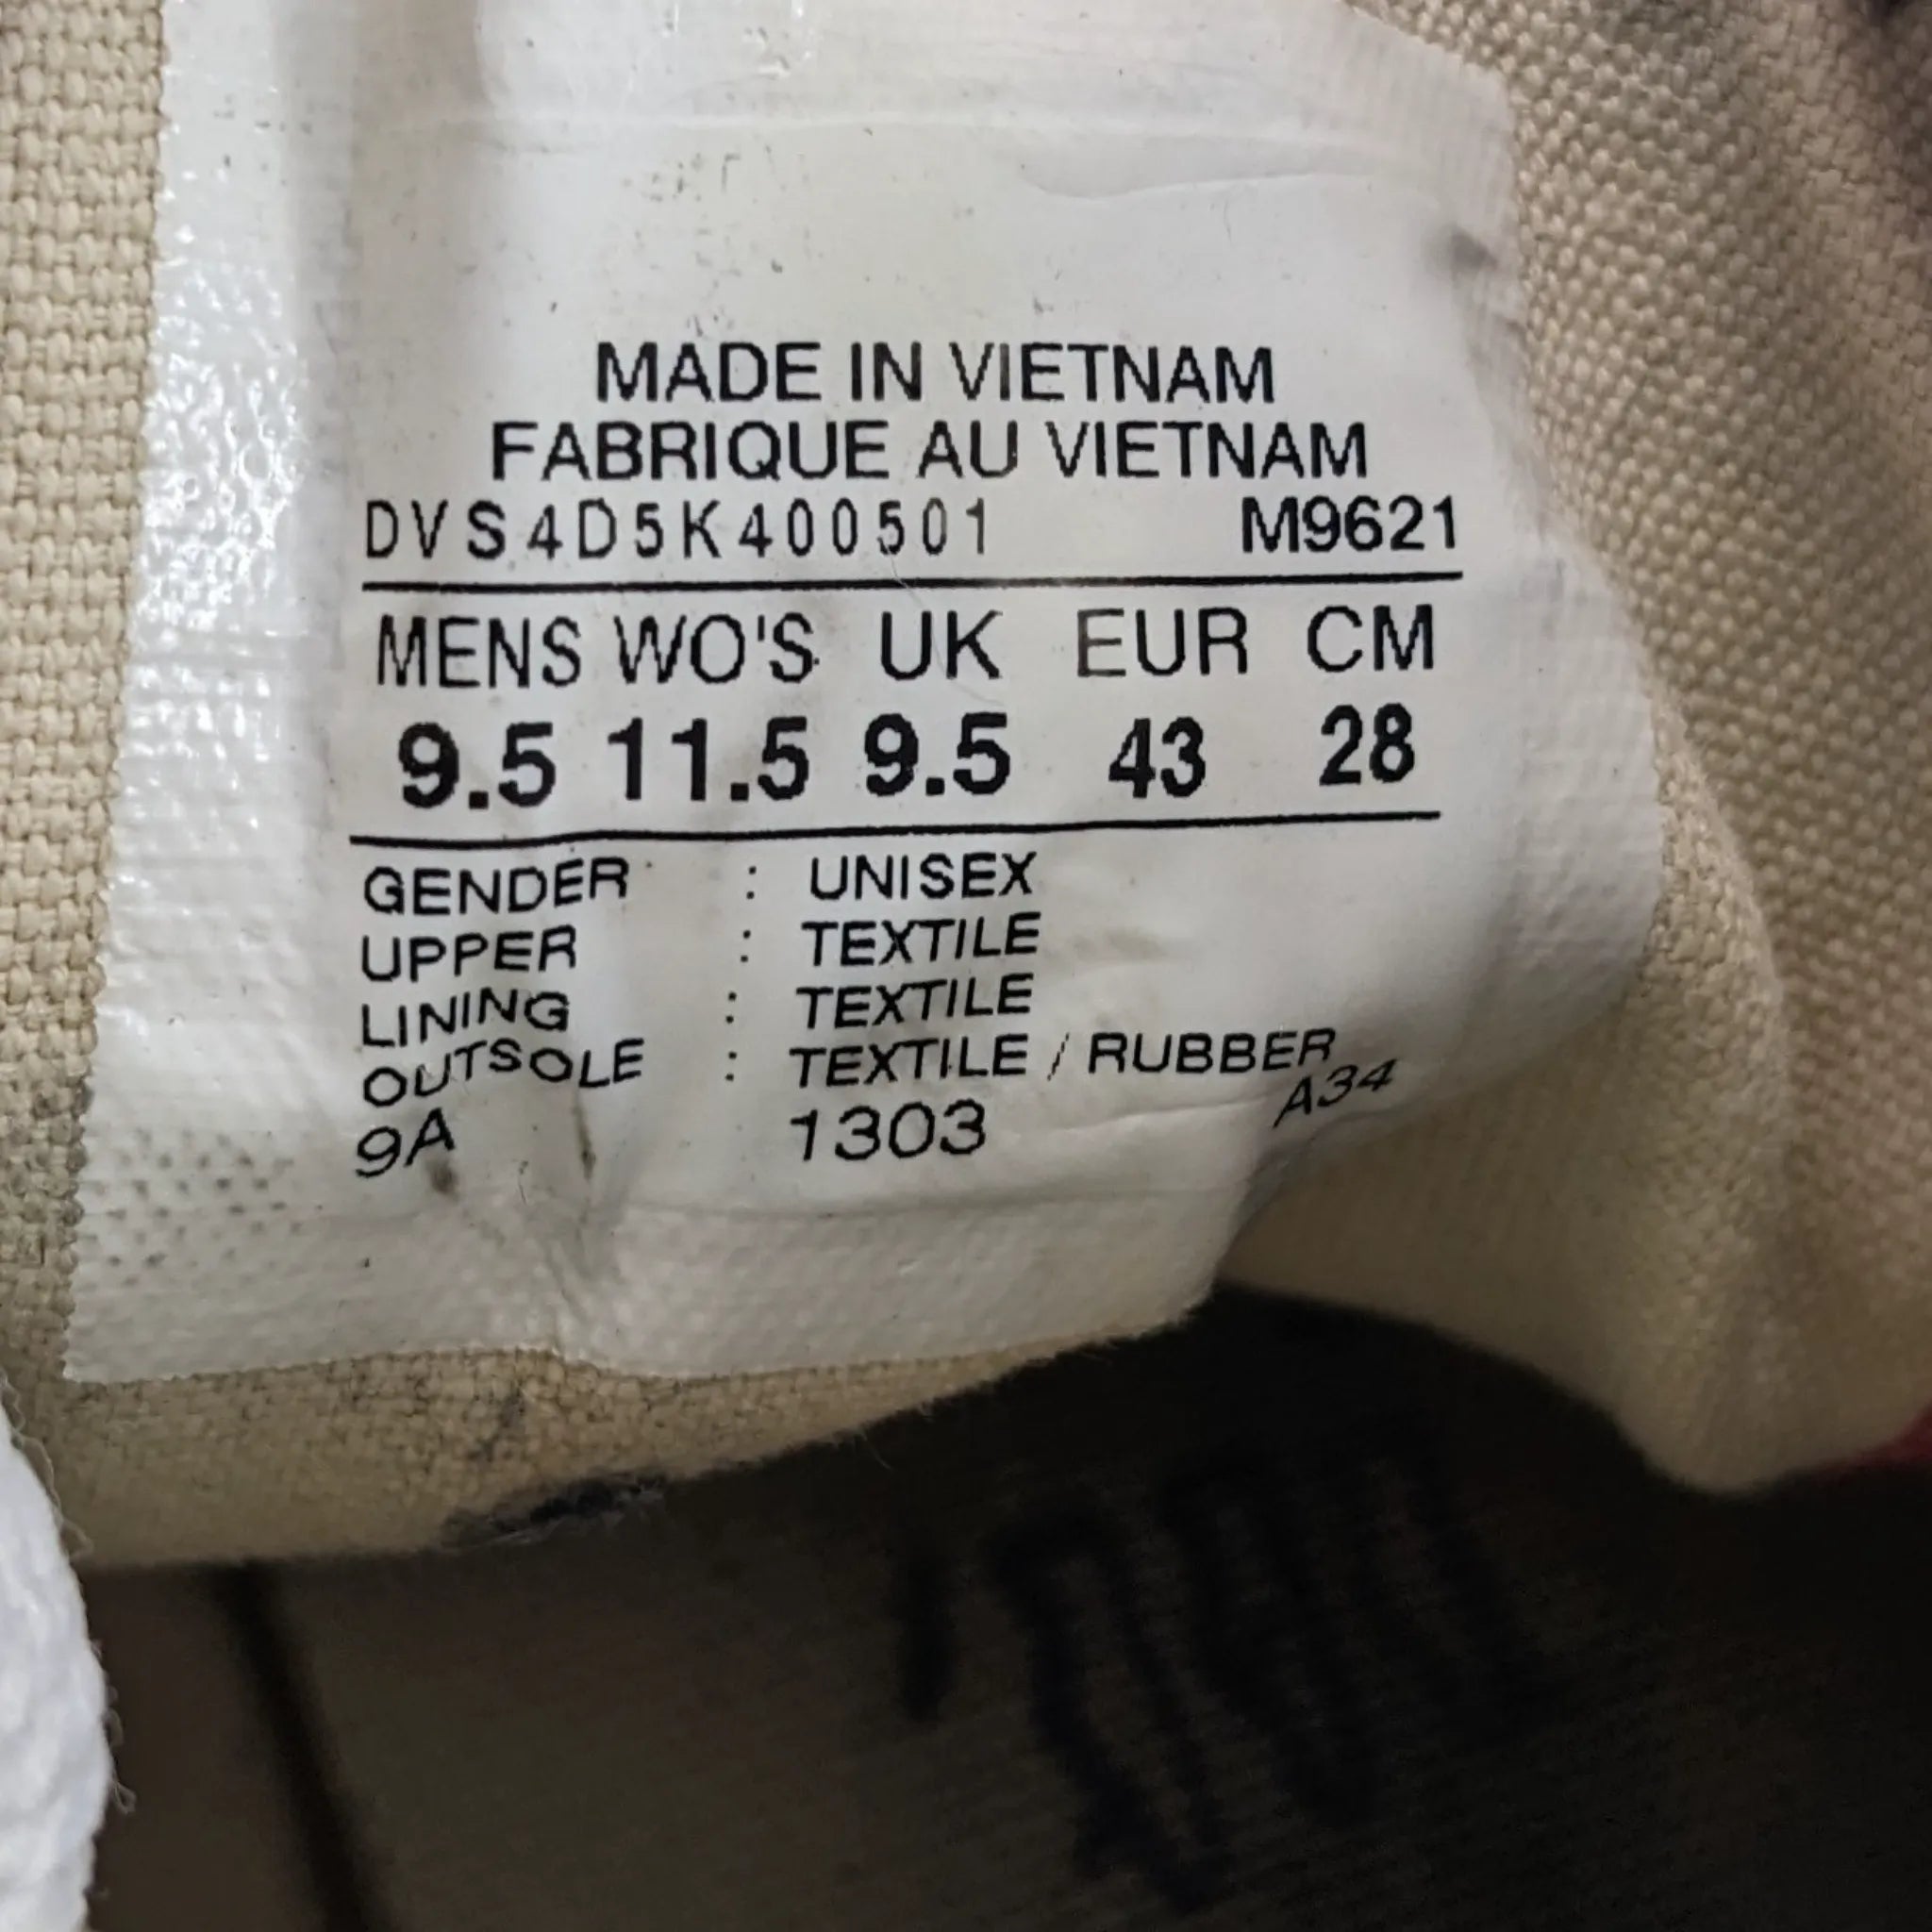 MADE IN VIETNAM
FABRIQUE AU VIETNAM
DVS4D5K400501 M9621
MENS WO'S UK EUR CM
9.5 11.5 9.5 43 28
GENDER : UNISEX
UPPER : TEXTILE
LINING : TEXTILE
OUTSOLE : TEXTILE / RUBBER
9A 1303 A34